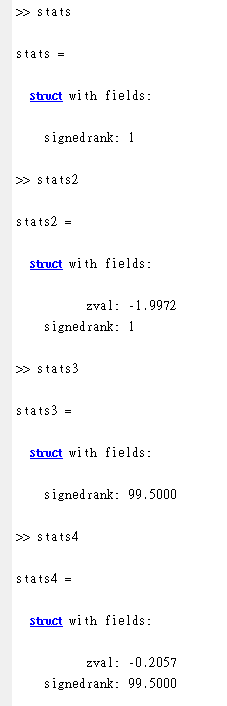 >> stats
stats =
struct with fields:
signedrank: 1
>> stats2
stats2 =
struct with fields:
zval: -1.9972
signedrank: 1
>> stats3
stats3 =
struct with fields:
signedrank: 99.5000
>> stats4
stats4 =
struct with fields:
zval: -0.2057
signedrank: 99.5000